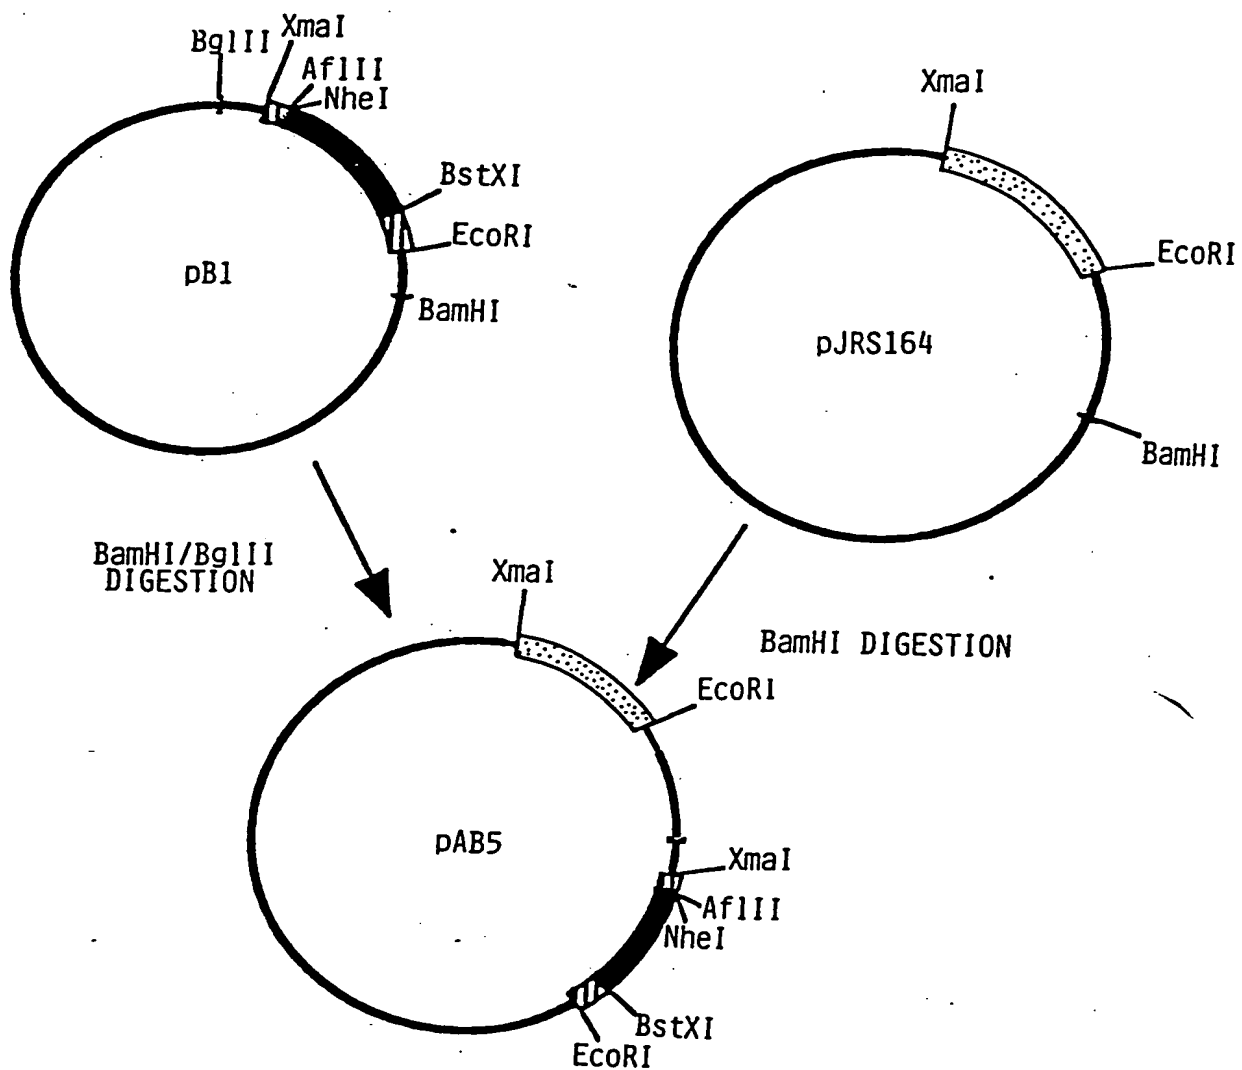 XmaI
BglII
AflII
NheI
BstXI
EcoRI
pB1
BamHI
XmaI
EcoRI
pJRS164
BamHI
BamHI/BglII
DIGESTION
XmaI
BamHI DIGESTION
EcoRI
pAB5
XmaI
AflII
NheI
BstXI
EcoRI